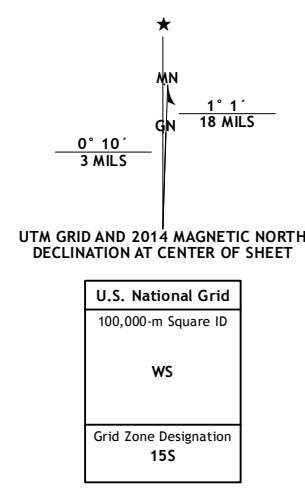 ★
MN
GN
1° 1´
18 MILS
0° 10´
3 MILS
UTM GRID AND 2014 MAGNETIC NORTH
DECLINATION AT CENTER OF SHEET
U.S. National Grid
100,000-m Square ID
WS
Grid Zone Designation
15S